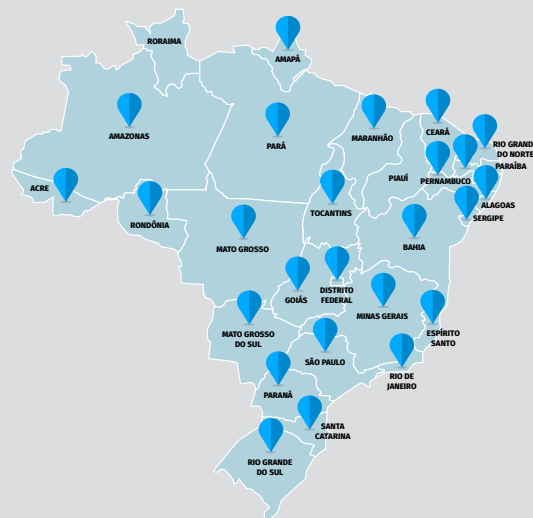 RORAIMA
AMAPÁ
AMAZONAS
PARÁ
MARANHÃO
CEARÁ
RIO GRANDE
DO NORTE
PARAÍBA
ACRE
PIAUÍ
PERNAMBUCO
ALAGOAS
SERGIPE
RONDÔNIA
TOCANTINS
MATO GROSSO
BAHIA
GOIÁS
DISTRITO
FEDERAL
MINAS GERAIS
MATO GROSSO
DO SUL
ESPÍRITO
SANTO
SÃO PAULO
RIO DE
JANEIRO
PARANÁ
SANTA
CATARINA
RIO GRANDE
DO SUL